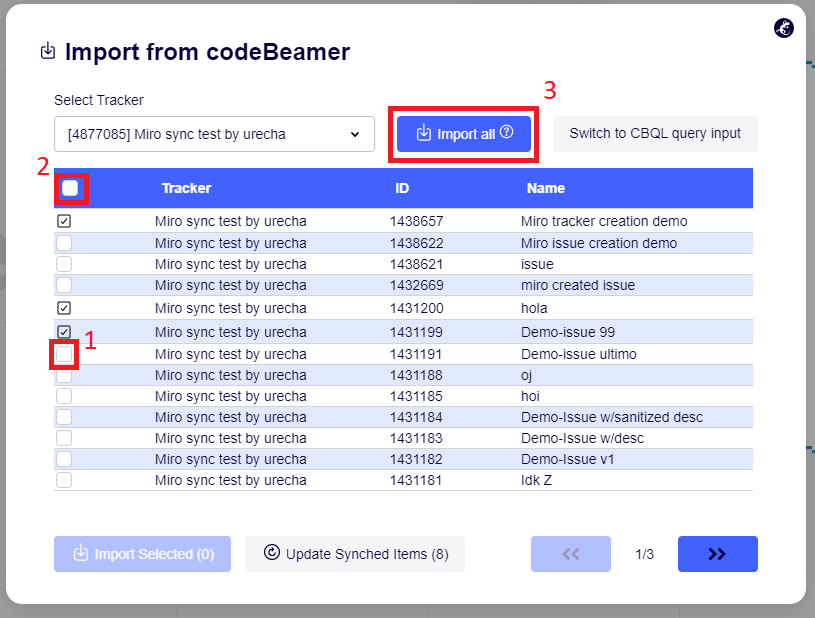 Import from codeBeamer
Select Tracker
3
[4877085] Miro sync test by urecha
Import all ?
Switch to CBQL query input
2
Tracker ID Name
Miro sync test by urecha 1438657 Miro tracker creation demo
Miro sync test by urecha 1438622 Miro issue creation demo
Miro sync test by urecha 1438621 issue
Miro sync test by urecha 1432669 miro created issue
Miro sync test by urecha 1431200 hola
Miro sync test by urecha 1431199 Demo-issue 99
1
Miro sync test by urecha 1431191 Demo-issue ultimo
Miro sync test by urecha 1431188 oj
Miro sync test by urecha 1431185 hoi
Miro sync test by urecha 1431184 Demo-Issue w/sanitized desc
Miro sync test by urecha 1431183 Demo-Issue w/desc
Miro sync test by urecha 1431182 Demo-Issue v1
Miro sync test by urecha 1431181 Idk Z
Import Selected (0)
Update Synched Items (8)
1/3